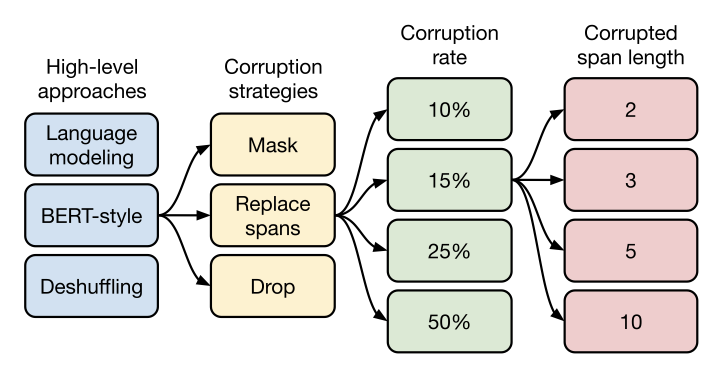 High-level
approaches
Language
modeling
BERT-style
Deshuffling
Corruption
strategies
Mask
Replace
spans
Drop
Corruption
rate
10%
15%
25%
50%
Corrupted
span length
2
3
5
10